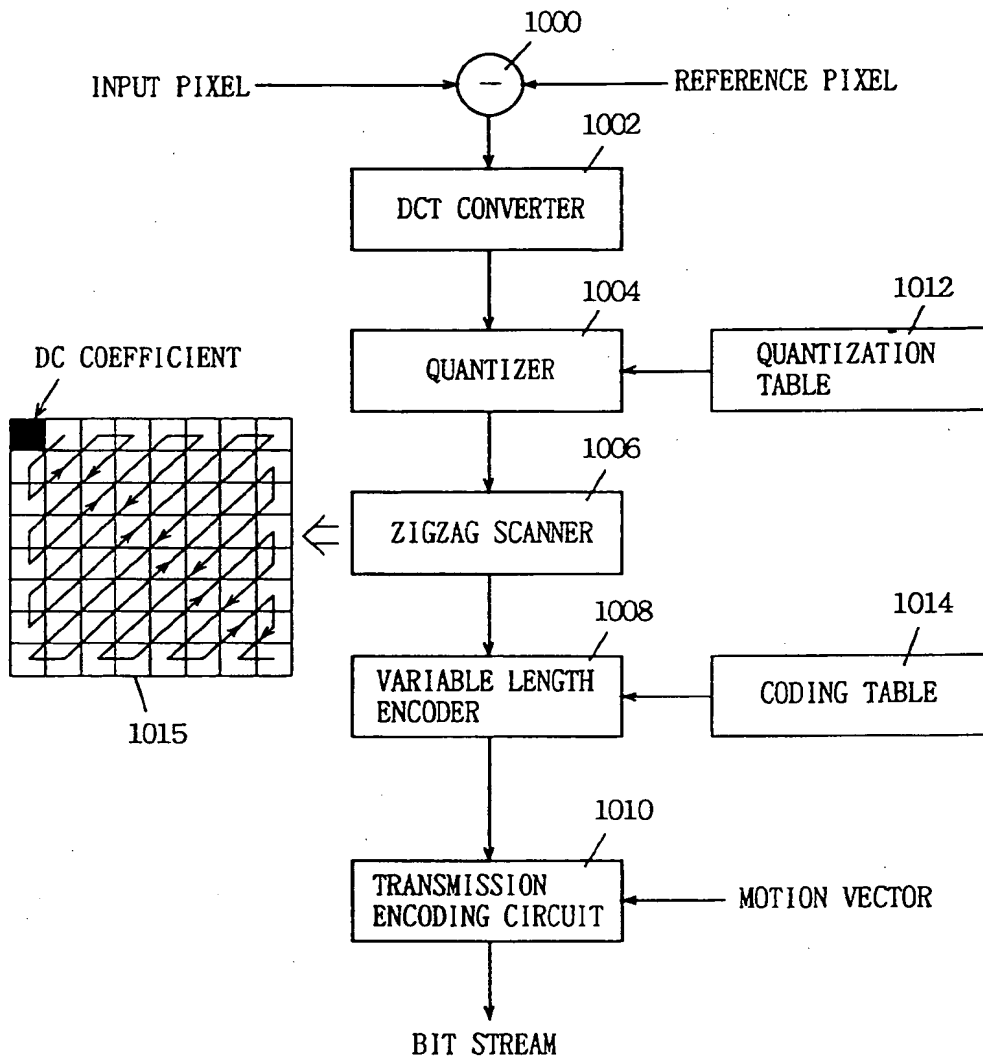 1000
INPUT PIXEL
−
REFERENCE PIXEL
1002
DCT CONVERTER
1004
1012
DC COEFFICIENT
QUANTIZER
QUANTIZATION
TABLE
1006
ZIGZAG SCANNER
1008
1014
VARIABLE LENGTH
ENCODER
CODING TABLE
1015
1010
TRANSMISSION
ENCODING CIRCUIT
MOTION VECTOR
BIT STREAM